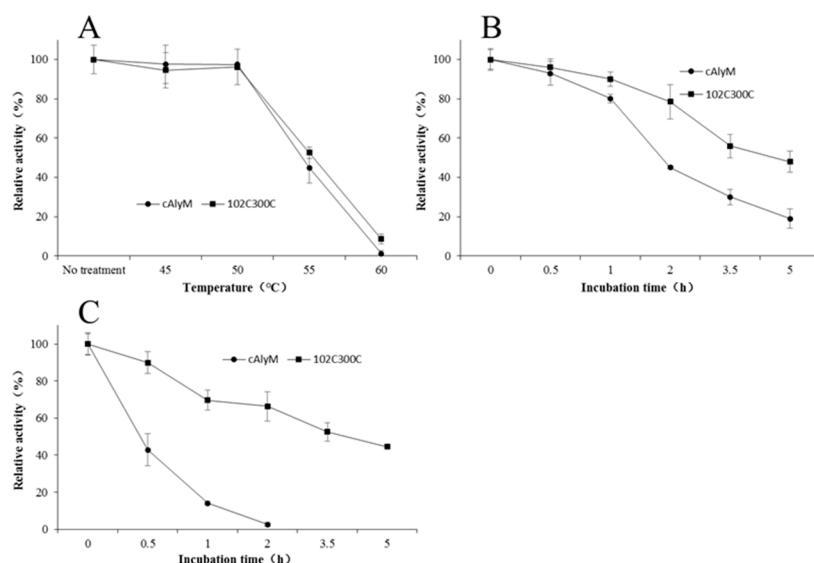 A
Relative activity（%）
100
80
60
40
20
0
cAlyM
102C300C
No treatment 45 50 55 60
Temperature（℃）
B
Relative activity（%）
100
80
60
40
20
0
cAlyM
102C300C
0 0.5 1 2 3.5 5
Incubation time（h）
C
Relative activity（%）
100
80
60
40
20
0
cAlyM
102C300C
0 0.5 1 2 3.5 5
Incubation time（h）